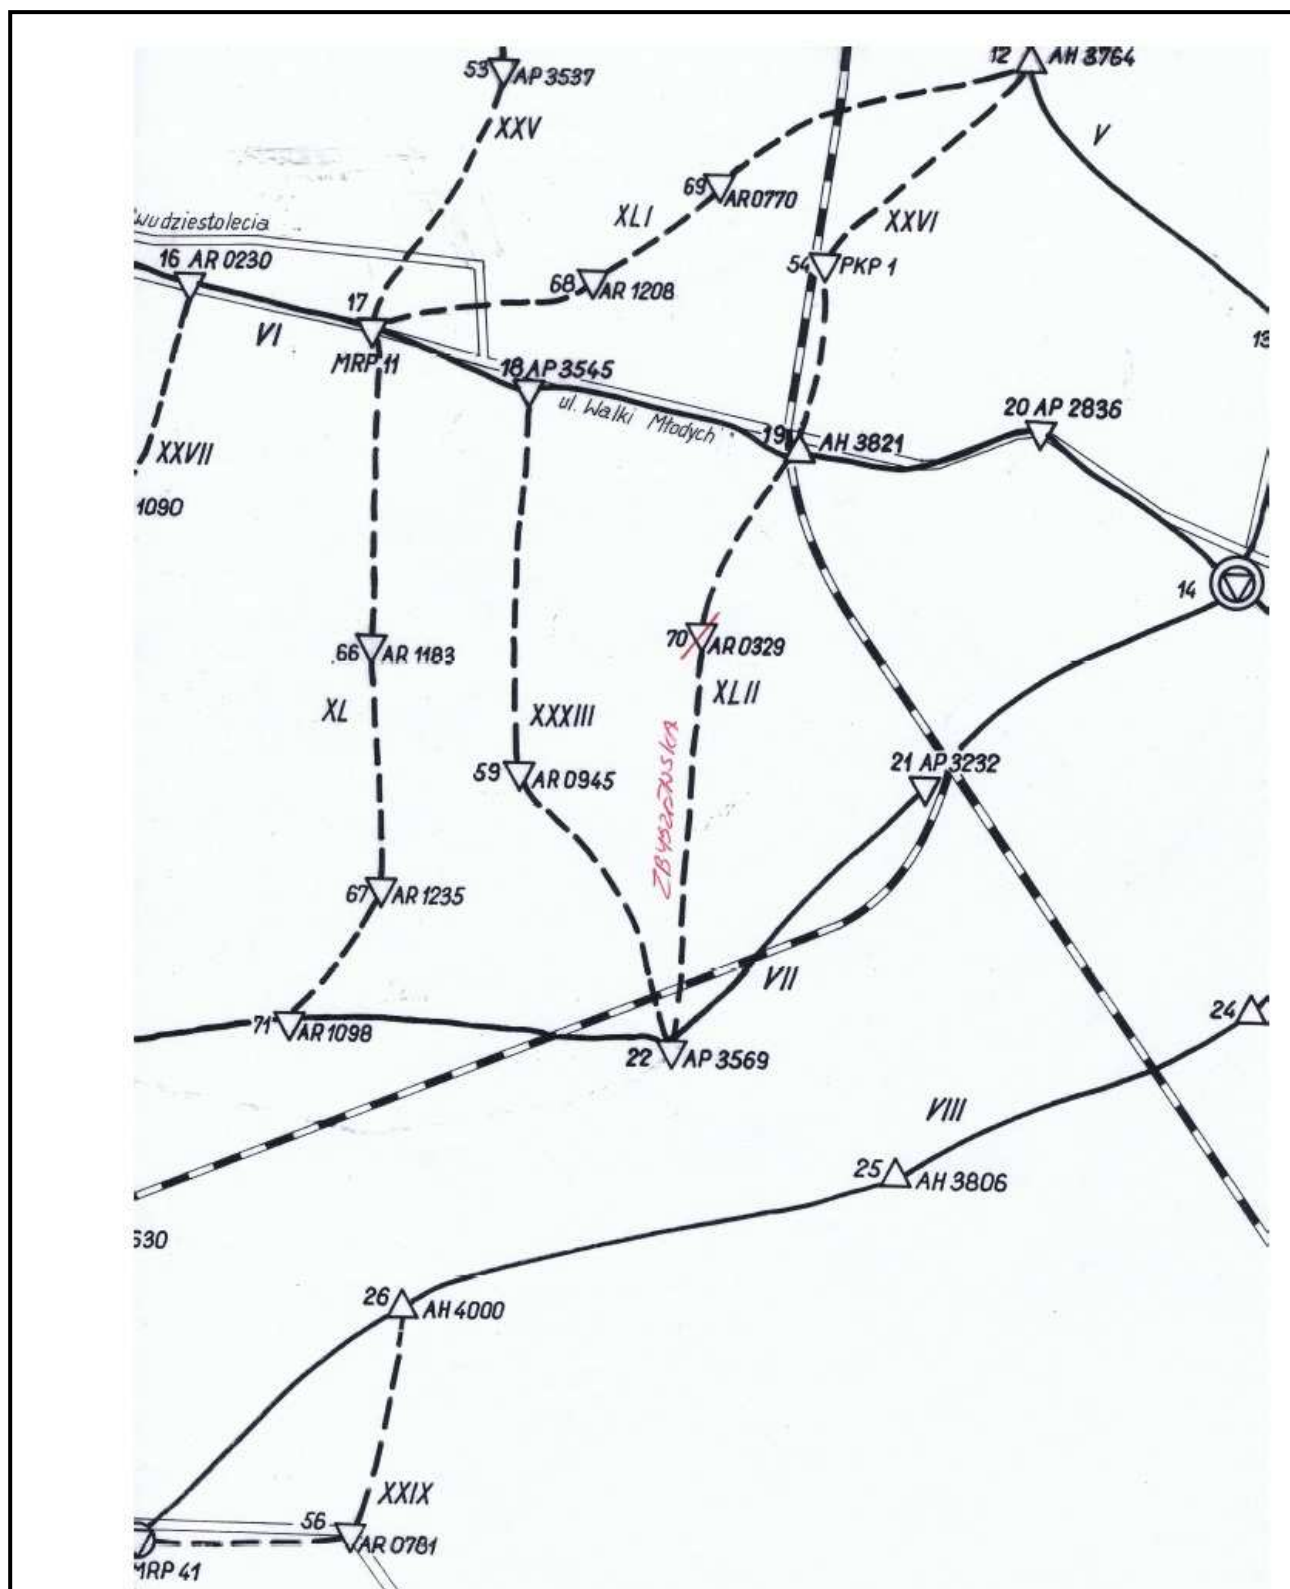 12 AH 3764
53 AP 3537
XXV
V
69 AR 0770
XLI
XXVI
wudziestolecia
16 AR 0230
54 PKP 1
68 AR 1208
17
VI
MRP 11
13
18 AP 3545
ul. Walki Młodych
19 AH 3821
20 AP 2836
XXVII
1090
14
66 AR 1183
70 AR 0329
XL
XXXIII
XLII
21 AP 3232
59 AR 0945
67 AR 1235
VII
71 AR 1098
24
22 AP 3569
VIII
25 AH 3806
630
26 AH 4000
XXIX
56
AR 0781
MRP 41